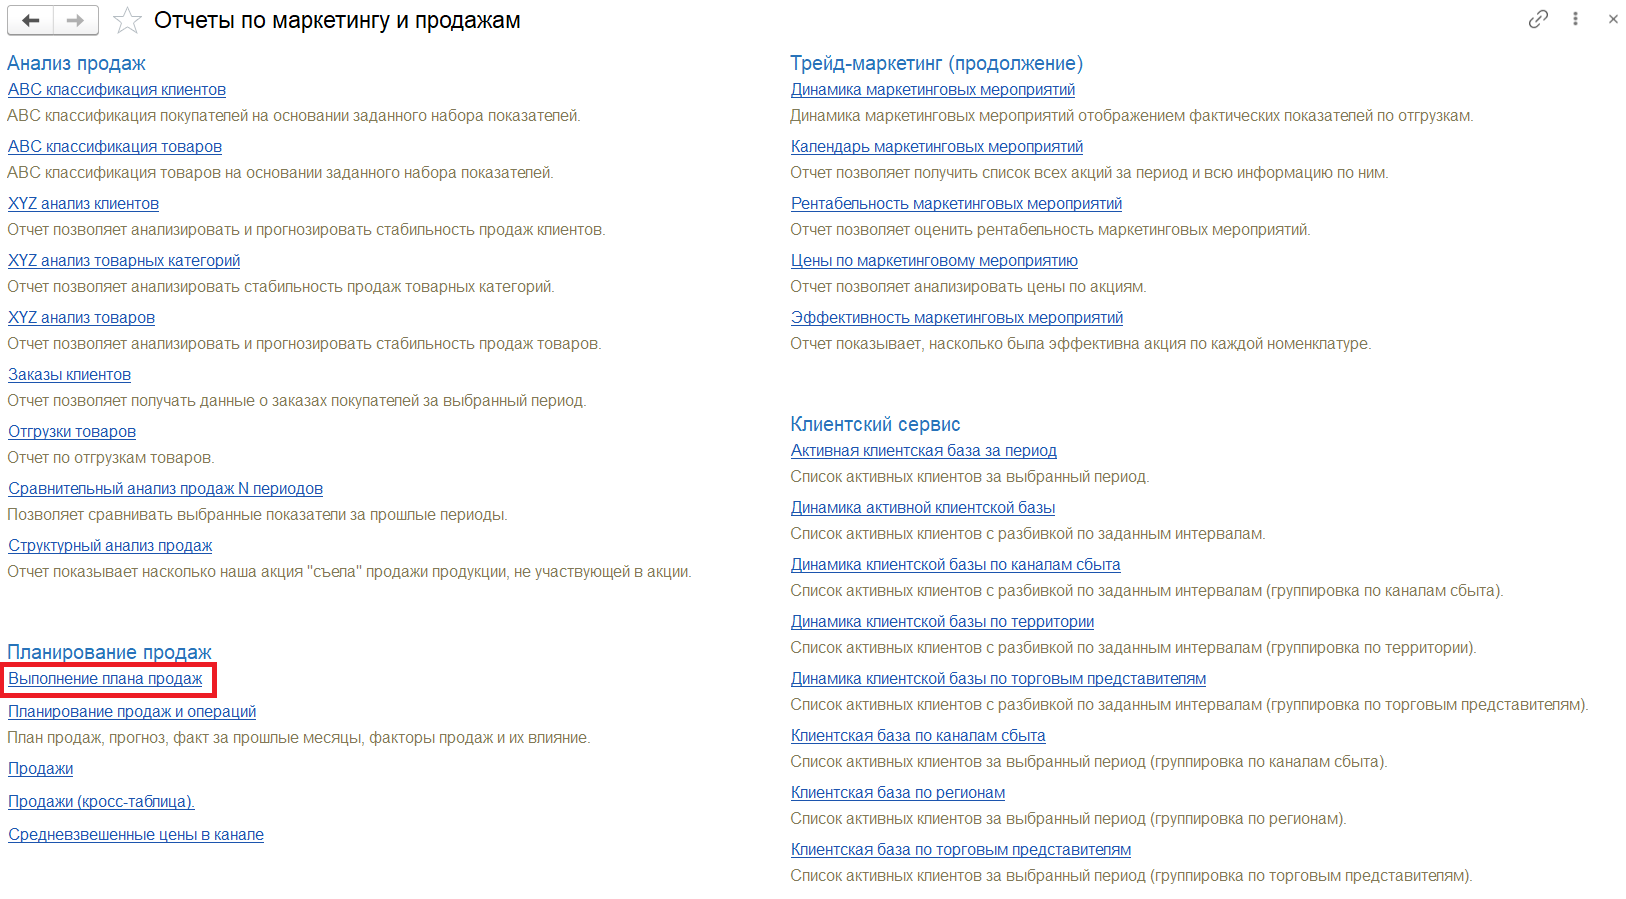 Отчеты по маркетингу и продажам
Анализ продаж
ABC классификация клиентов
ABC классификация покупателей на основании заданного набора показателей.
ABC классификация товаров
ABC классификация товаров на основании заданного набора показателей.
XYZ анализ клиентов
Отчет позволяет анализировать и прогнозировать стабильность продаж клиентов.
XYZ анализ товарных категорий
Отчет позволяет анализировать стабильность продаж товарных категорий.
XYZ анализ товаров
Отчет позволяет анализировать и прогнозировать стабильность продаж товаров.
Заказы клиентов
Отчет позволяет получать данные о заказах покупателей за выбранный период.
Отгрузки товаров
Отчет по отгрузкам товаров.
Сравнительный анализ продаж N периодов
Позволяет сравнивать выбранные показатели за прошлые периоды.
Структурный анализ продаж
Отчет показывает насколько наша акция "съела" продажи продукции, не участвующей в акции.
Планирование продаж
Выполнение плана продаж
Планирование продаж и операций
План продаж, прогноз, факт за прошлые месяцы, факторы продаж и их влияние.
Продажи
Продажи (кросс-таблица).
Средневзвешенные цены в канале
Трейд-маркетинг (продолжение)
Динамика маркетинговых мероприятий
Динамика маркетинговых мероприятий отображением фактических показателей по отгрузкам.
Календарь маркетинговых мероприятий
Отчет позволяет получить список всех акций за период и всю информацию по ним.
Рентабельность маркетинговых мероприятий
Отчет позволяет оценить рентабельность маркетинговых мероприятий.
Цены по маркетинговому мероприятию
Отчет позволяет анализировать цены по акциям.
Эффективность маркетинговых мероприятий
Отчет показывает, насколько была эффективна акция по каждой номенклатуре.
Клиентский сервис
Активная клиентская база за период
Список активных клиентов за выбранный период.
Динамика активной клиентской базы
Список активных клиентов с разбивкой по заданным интервалам.
Динамика клиентской базы по каналам сбыта
Список активных клиентов с разбивкой по заданным интервалам (группировка по каналам сбыта).
Динамика клиентской базы по территории
Список активных клиентов с разбивкой по заданным интервалам (группировка по территории).
Динамика клиентской базы по торговым представителям
Список активных клиентов с разбивкой по заданным интервалам (группировка по торговым представителям).
Клиентская база по каналам сбыта
Список активных клиентов за выбранный период (группировка по каналам сбыта).
Клиентская база по регионам
Список активных клиентов за выбранный период (группировка по регионам).
Клиентская база по торговым представителям
Список активных клиентов за выбранный период (группировка по торговым представителям).